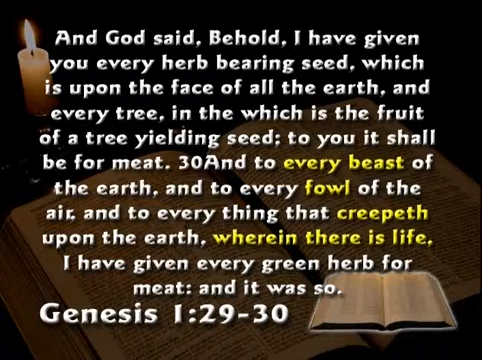 And God said, Behold, I have given
you every herb bearing seed, which
is upon the face of all the earth, and
every tree, in the which is the fruit
of a tree yielding seed; to you it shall
be for meat. 30And to every beast of
the earth, and to every fowl of the
air, and to every thing that creepeth
upon the earth, wherein there is life,
I have given every green herb for
meat: and it was so.
Genesis 1:29-30